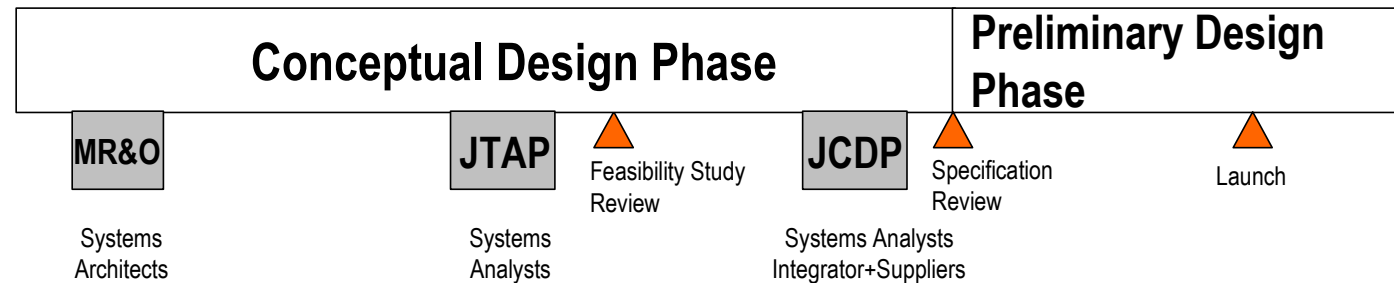 Conceptual Design Phase
Preliminary Design
Phase
MR&O
JTAP
Feasibility Study
Review
JCDP
Specification
Review
Launch
Systems
Architects
Systems
Analysts
Systems Analysts
Integrator+Suppliers